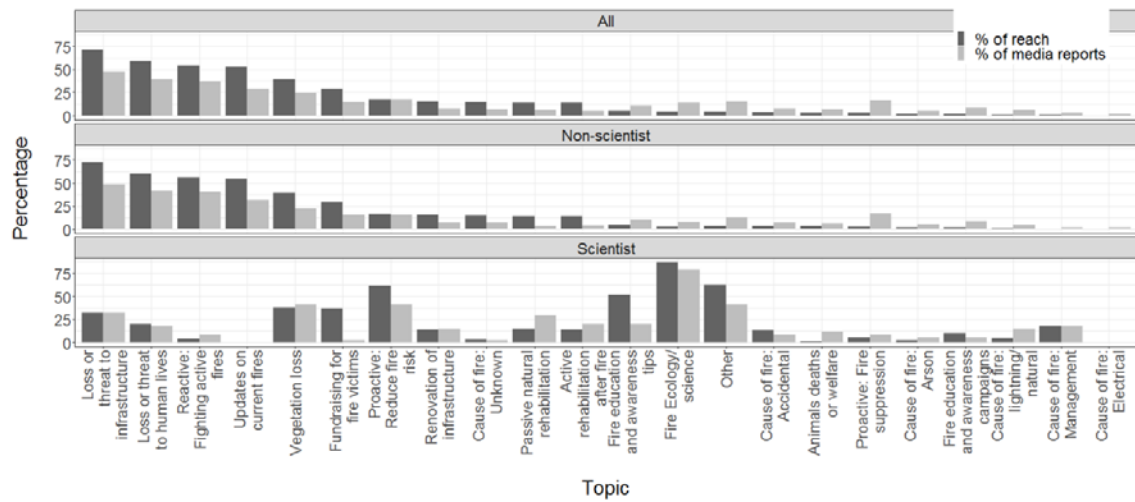 All
% of reach
% of media reports
75
50
25
0
Non-scientist
75
50
25
0
Scientist
75
50
25
0
Percentage
Loss or
threat to
infrastructure
Loss or threat
to human lives
Reactive:
Fighting active
fires
Updates on
current fires
Vegetation loss
Fundraising for
fire victims
Proactive:
Reduce fire
risk
Renovation of
infrastructure
Cause of fire:
Unknown
Passive natural
rehabilitation
Active
rehabilitation
after fire
Fire education
and awareness
tips
Fire Ecology/
science
Other
Cause of fire:
Accidental
Animals deaths
or welfare
Proactive: Fire
suppression
Cause of fire:
Arson
Fire education
and awareness
campaigns
Cause of fire:
lightning/
natural
Cause of fire:
Management
Cause of fire:
Electrical
Topic